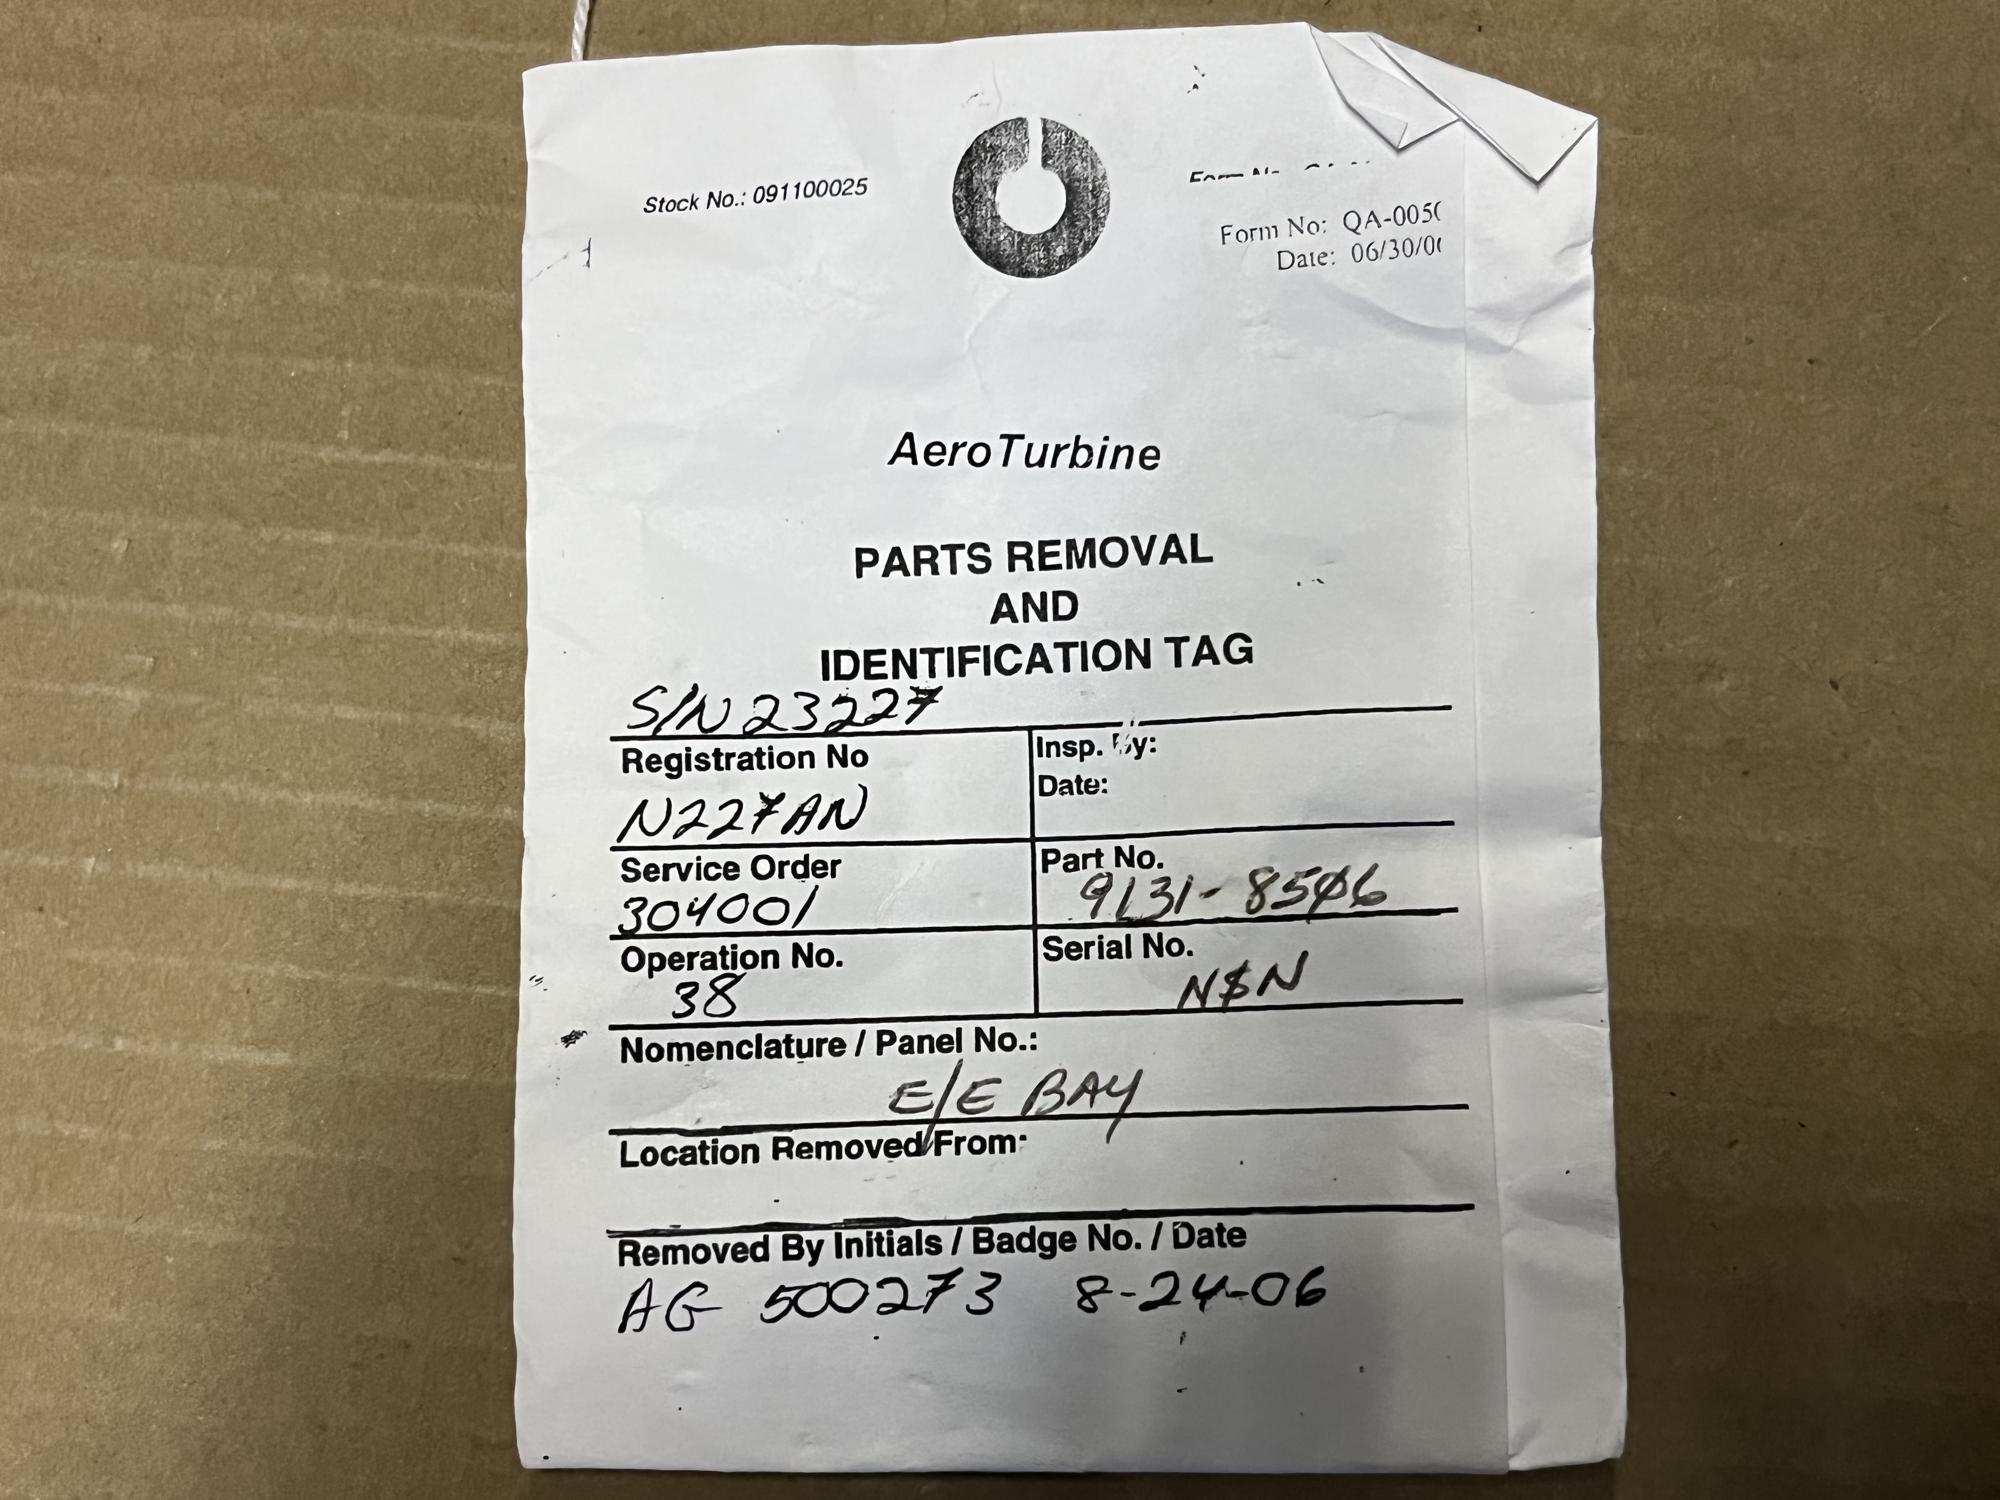 Stock No.: 091100025
Form No: QA-005
Date: 06/30/0
AeroTurbine
PARTS REMOVAL
AND
IDENTIFICATION TAG
S/N 23227
Registration No
N227AN
Insp. By:
Date:
Service Order
304001
Part No.
9131-8506
Operation No.
38
Serial No.
N$N
Nomenclature / Panel No.:
E/E BAY
Location Removed From:
Removed By Initials / Badge No. / Date
AG 500273 8-24-06